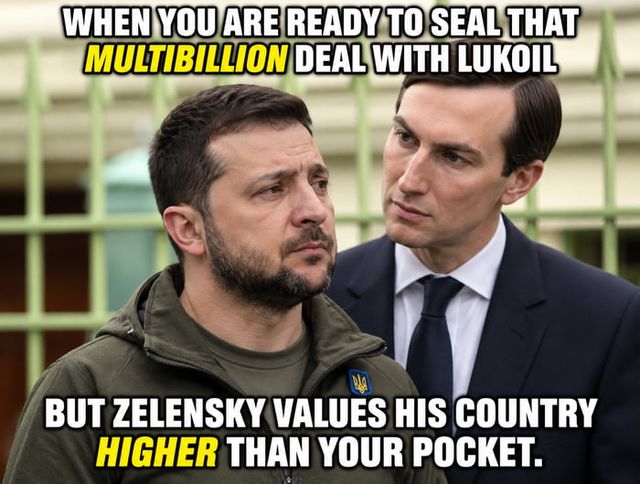 WHEN YOU ARE READY TO SEAL THAT
MULTIBILLION DEAL WITH LUKOIL
BUT ZELENSKY VALUES HIS COUNTRY
HIGHER THAN YOUR POCKET.